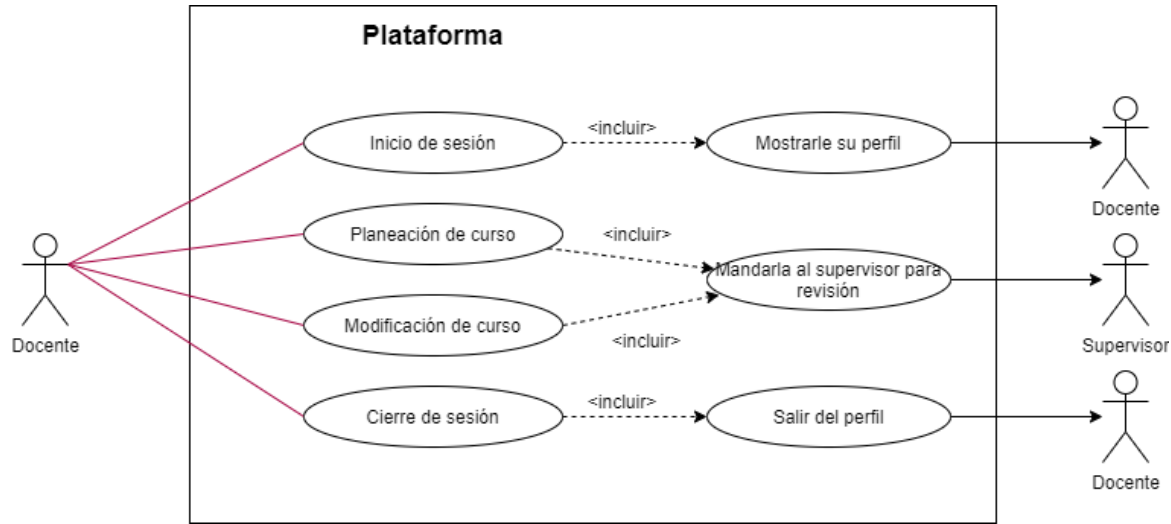 Plataforma
Inicio de sesión
<incluir>
Mostrarle su perfil
Docente
Planeación de curso
<incluir>
Mandarla al supervisor para
revisión
Docente
Modificación de curso
<incluir>
Supervisor
Cierre de sesión
<incluir>
Salir del perfil
Docente